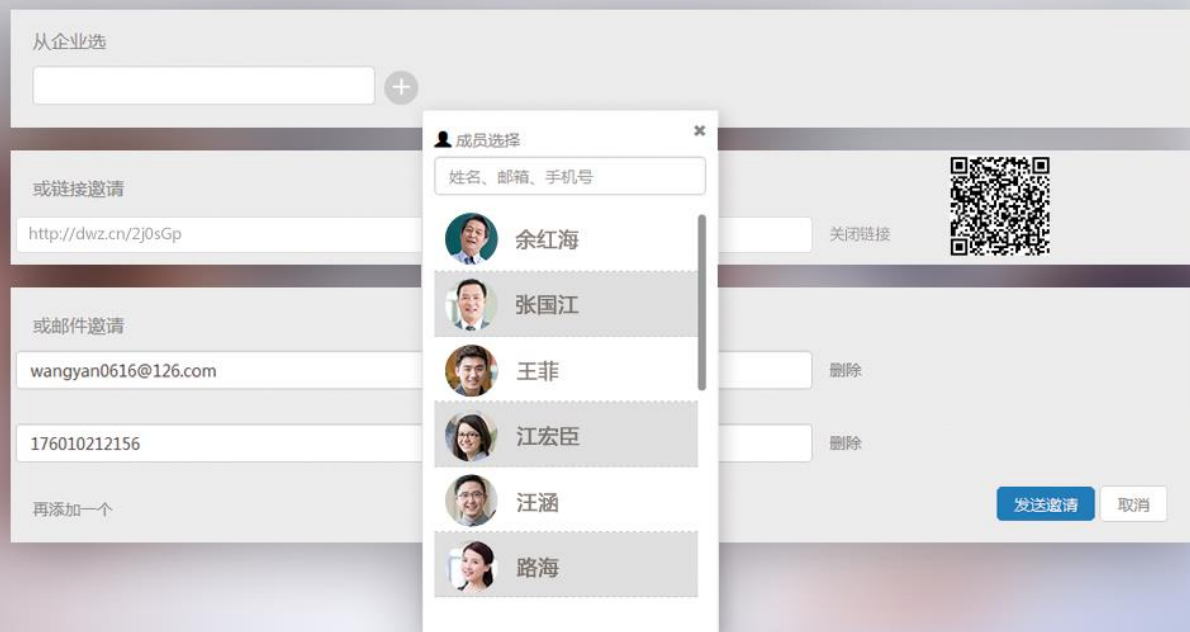 从企业选
或链接邀请
http://dwz.cn/2j0sGp
关闭链接
或邮件邀请
wangyan0616@126.com
删除
176010212156
删除
再添加一个
发送邀请
取消
成员选择
姓名、邮箱、手机号
余红海
张国江
王菲
江宏臣
汪涵
路海